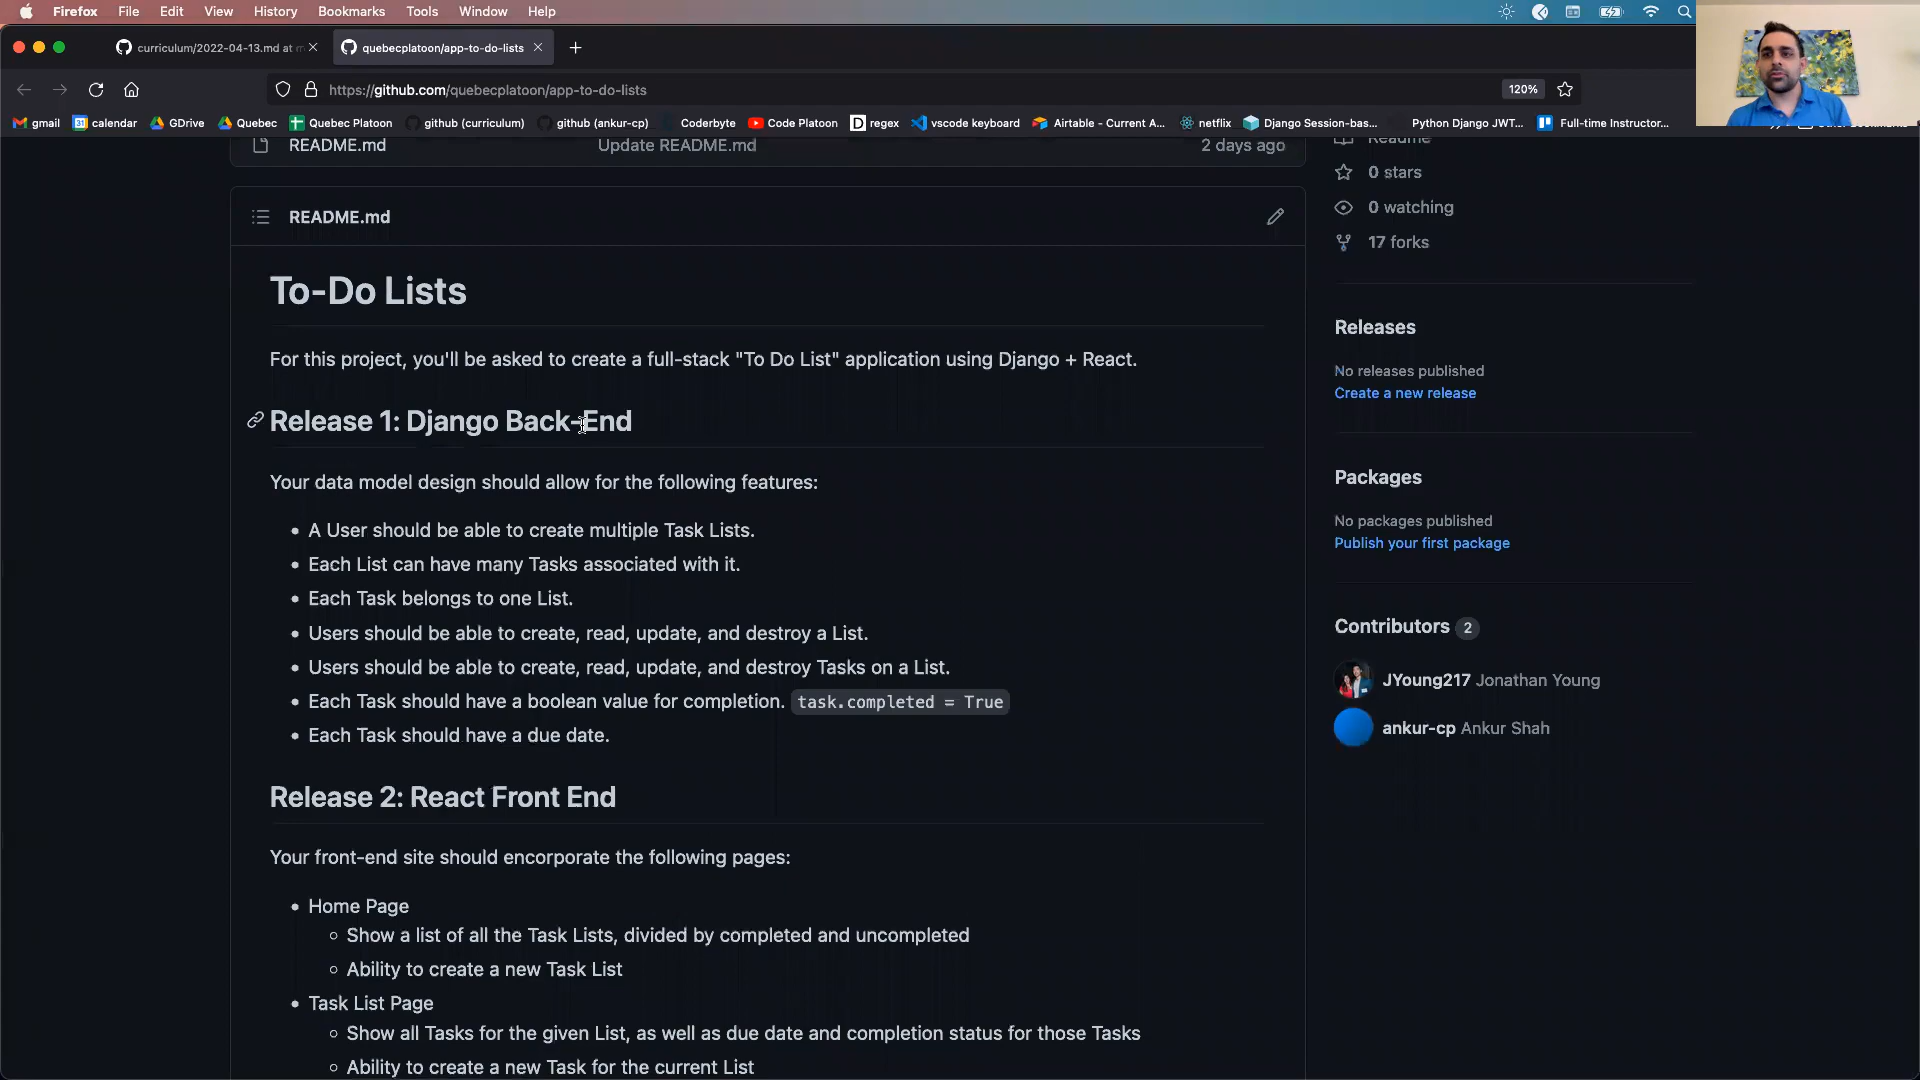 Firefox File Edit View History Bookmarks Tools Window Help
curriculum/2022-04-13.md at m
quebecplatoon/app-to-do-lists
https://github.com/quebecplatoon/app-to-do-lists
120%
gmail calendar GDrive Quebec Quebec Platoon github (curriculum) github (ankur-cp) Coderbyte Code Platoon regex vscode keyboard Airtable - Current A... netflix Django Session-bas... Python Django JWT... Full-time Instructor...
README.md Update README.md 2 days ago
README.md
To-Do Lists
For this project, you'll be asked to create a full-stack "To Do List" application using Django + React.
Release 1: Django Back-End
Your data model design should allow for the following features:
• A User should be able to create multiple Task Lists.
• Each List can have many Tasks associated with it.
• Each Task belongs to one List.
• Users should be able to create, read, update, and destroy a List.
• Users should be able to create, read, update, and destroy Tasks on a List.
• Each Task should have a boolean value for completion. task.completed = True
• Each Task should have a due date.
Release 2: React Front End
Your front-end site should encorporate the following pages:
• Home Page
◦ Show a list of all the Task Lists, divided by completed and uncompleted
◦ Ability to create a new Task List
• Task List Page
◦ Show all Tasks for the given List, as well as due date and completion status for those Tasks
◦ Ability to create a new Task for the current List
Readme
0 stars
0 watching
17 forks
Releases
No releases published
Create a new release
Packages
No packages published
Publish your first package
Contributors 2
JYoung217 Jonathan Young
ankur-cp Ankur Shah